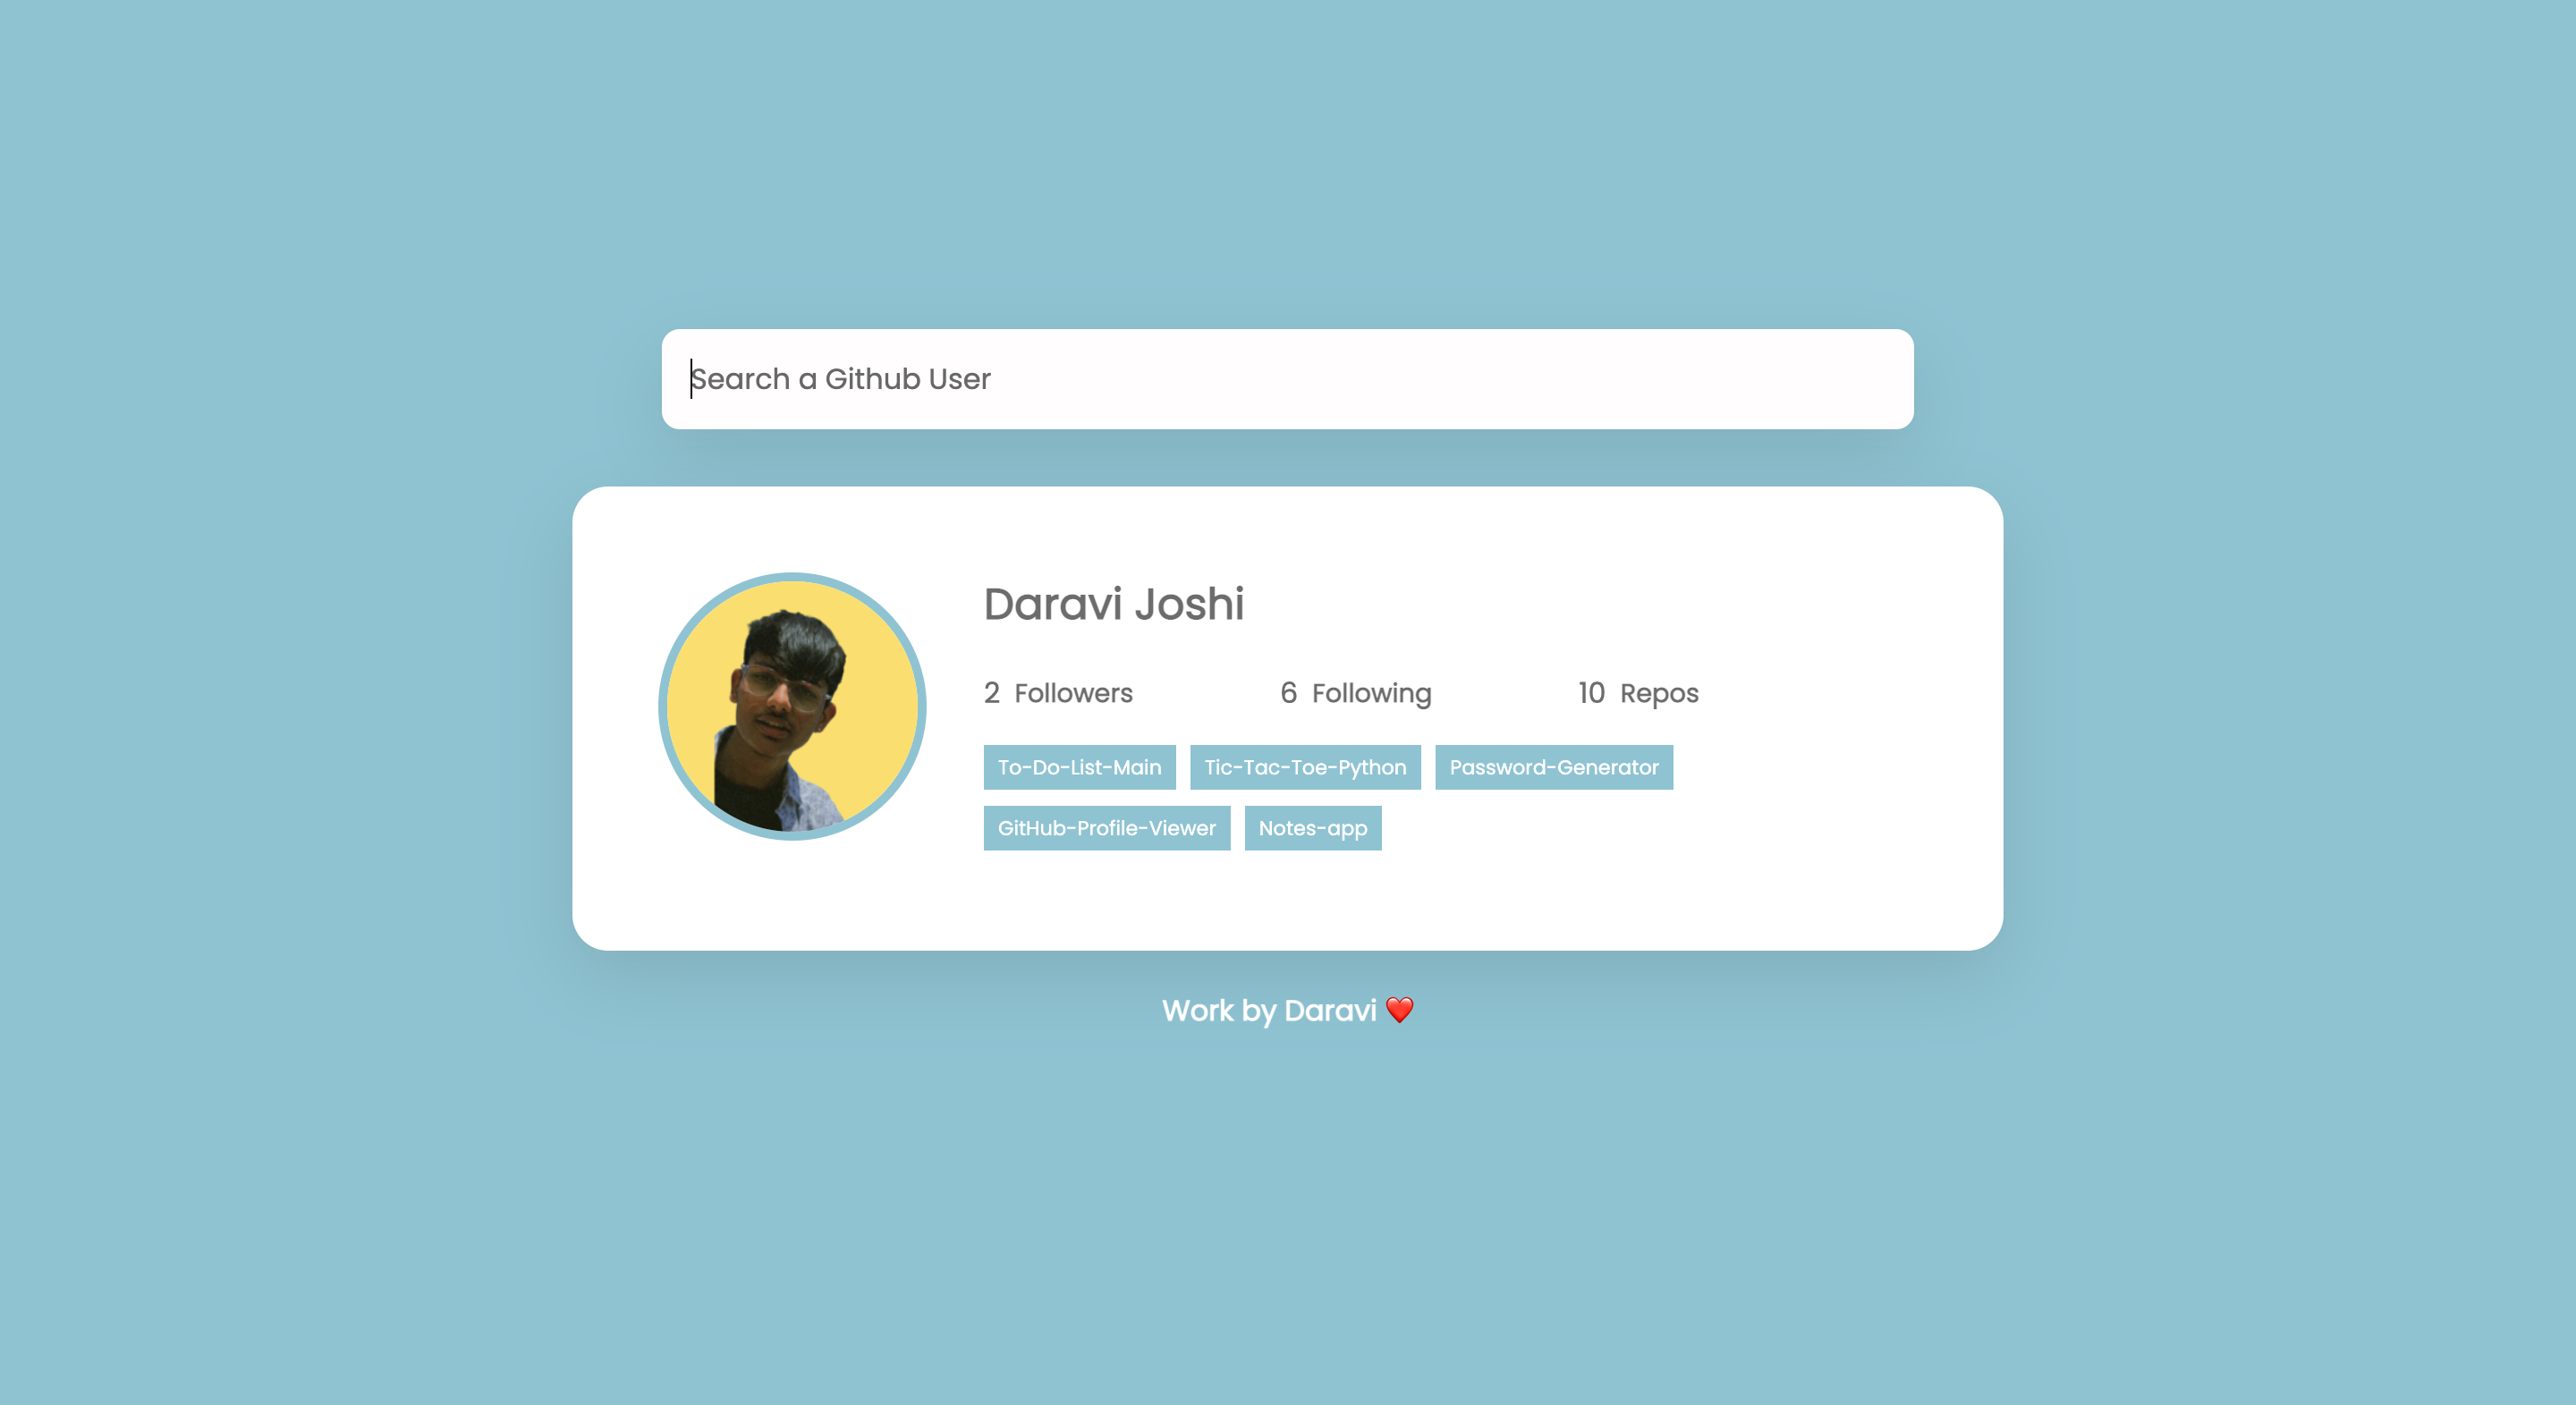 Search a Github User
Daravi Joshi
2 Followers 6 Following 10 Repos
To-Do-List-Main Tic-Tac-Toe-Python Password-Generator
GitHub-Profile-Viewer Notes-app
Work by Daravi ❤️